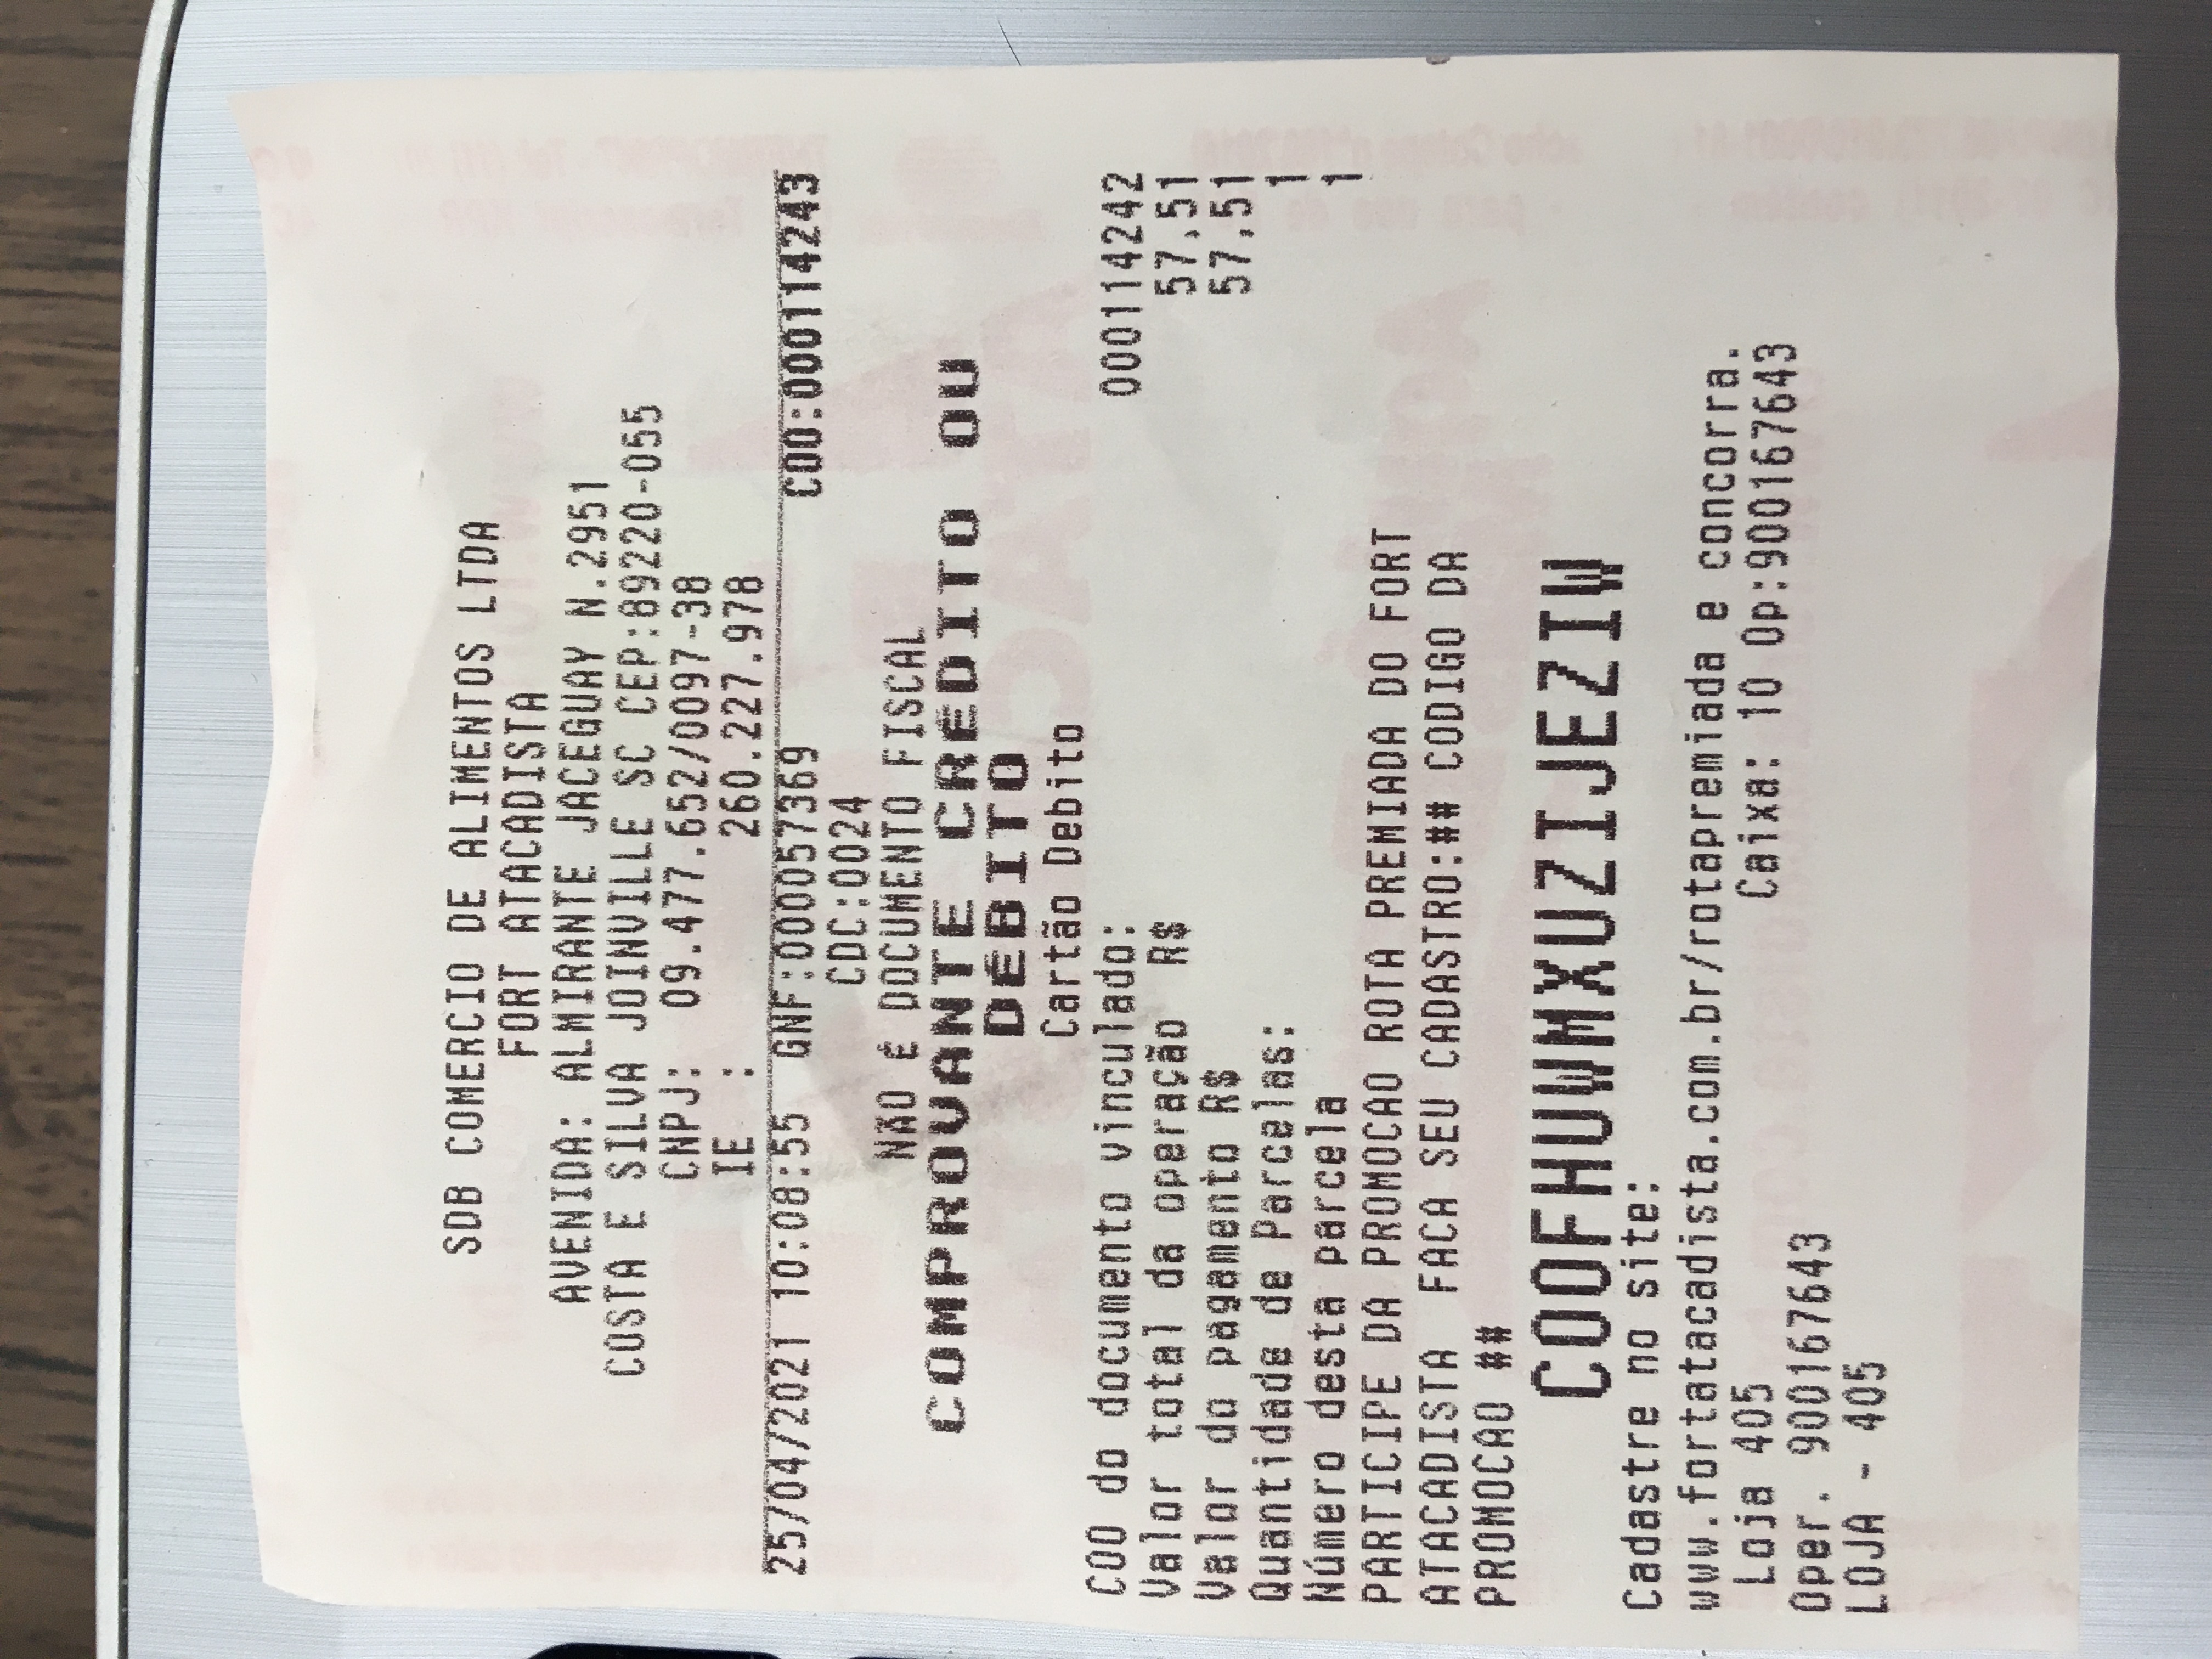 SDB COMERCIO DE ALIMENTOS LTDA
FORT ATACADISTA
AVENIDA: ALMIRANTE JACEGUAY N.2951
COSTA E SILVA JOINVILLE SC CEP:89220-055
CNPJ: 09.477.652/0097-38
IE : 260.227.978
25/04/2021 10:08:55 GNF:000057369 COO:000114243
CDC:0024
NÃO É DOCUMENTO FISCAL
COMPROVANTE CRÉDITO OU
DÉBITO
Cartão Debito
COO do documento vinculado: 000114242
Valor total da operação R$ 57,51
Valor do pagamento R$ 57,51
Quantidade de Parcelas: 1
Número desta parcela 1
PARTICIPE DA PROMOCAO ROTA PREMIADA DO FORT
ATACADISTA FACA SEU CADASTRO:## CODIGO DA
PROMOCAO ##
COOFHUWMXUZIJEZIW
Cadastre no site:
www.fortatacadista.com.br/rotapremiada e concorra.
Loja 405 Caixa: 10 Op:900167643
Oper. 900167643
LOJA - 405